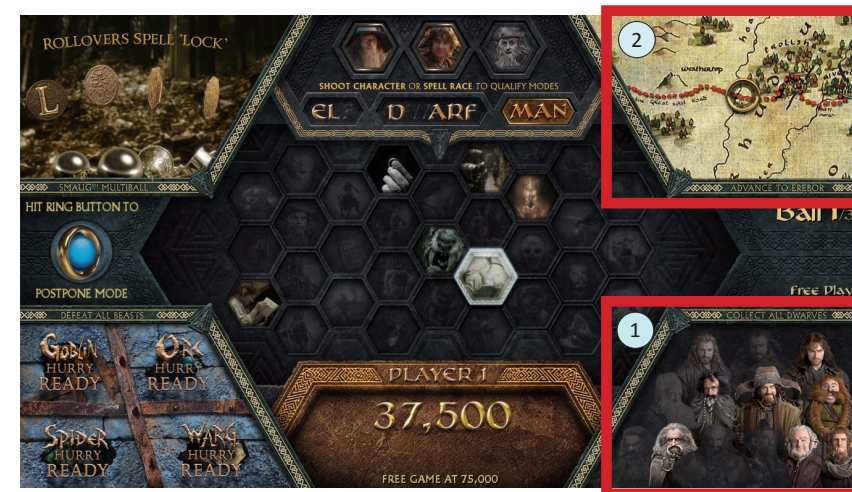 ROLLOVERS SPELL 'LOCK'
L
SMAUG™ MULTIBALL
HIT RING BUTTON TO
POSTPONE MODE
DEFEAT ALL BEASTS
GOBLIN
HURRY
READY
ORC
HURRY
READY
SPIDER
HURRY
READY
WARG
HURRY
READY
SHOOT CHARACTER OR SPELL RACE TO QUALIFY MODES
EL
D ARF
MAN
PLAYER 1
37,500
FREE GAME AT 75,000
2
weathertop
The Great East Road
ADVANCE TO EREBOR
Ball 1/3
Free Play
1
COLLECT ALL DWARVES